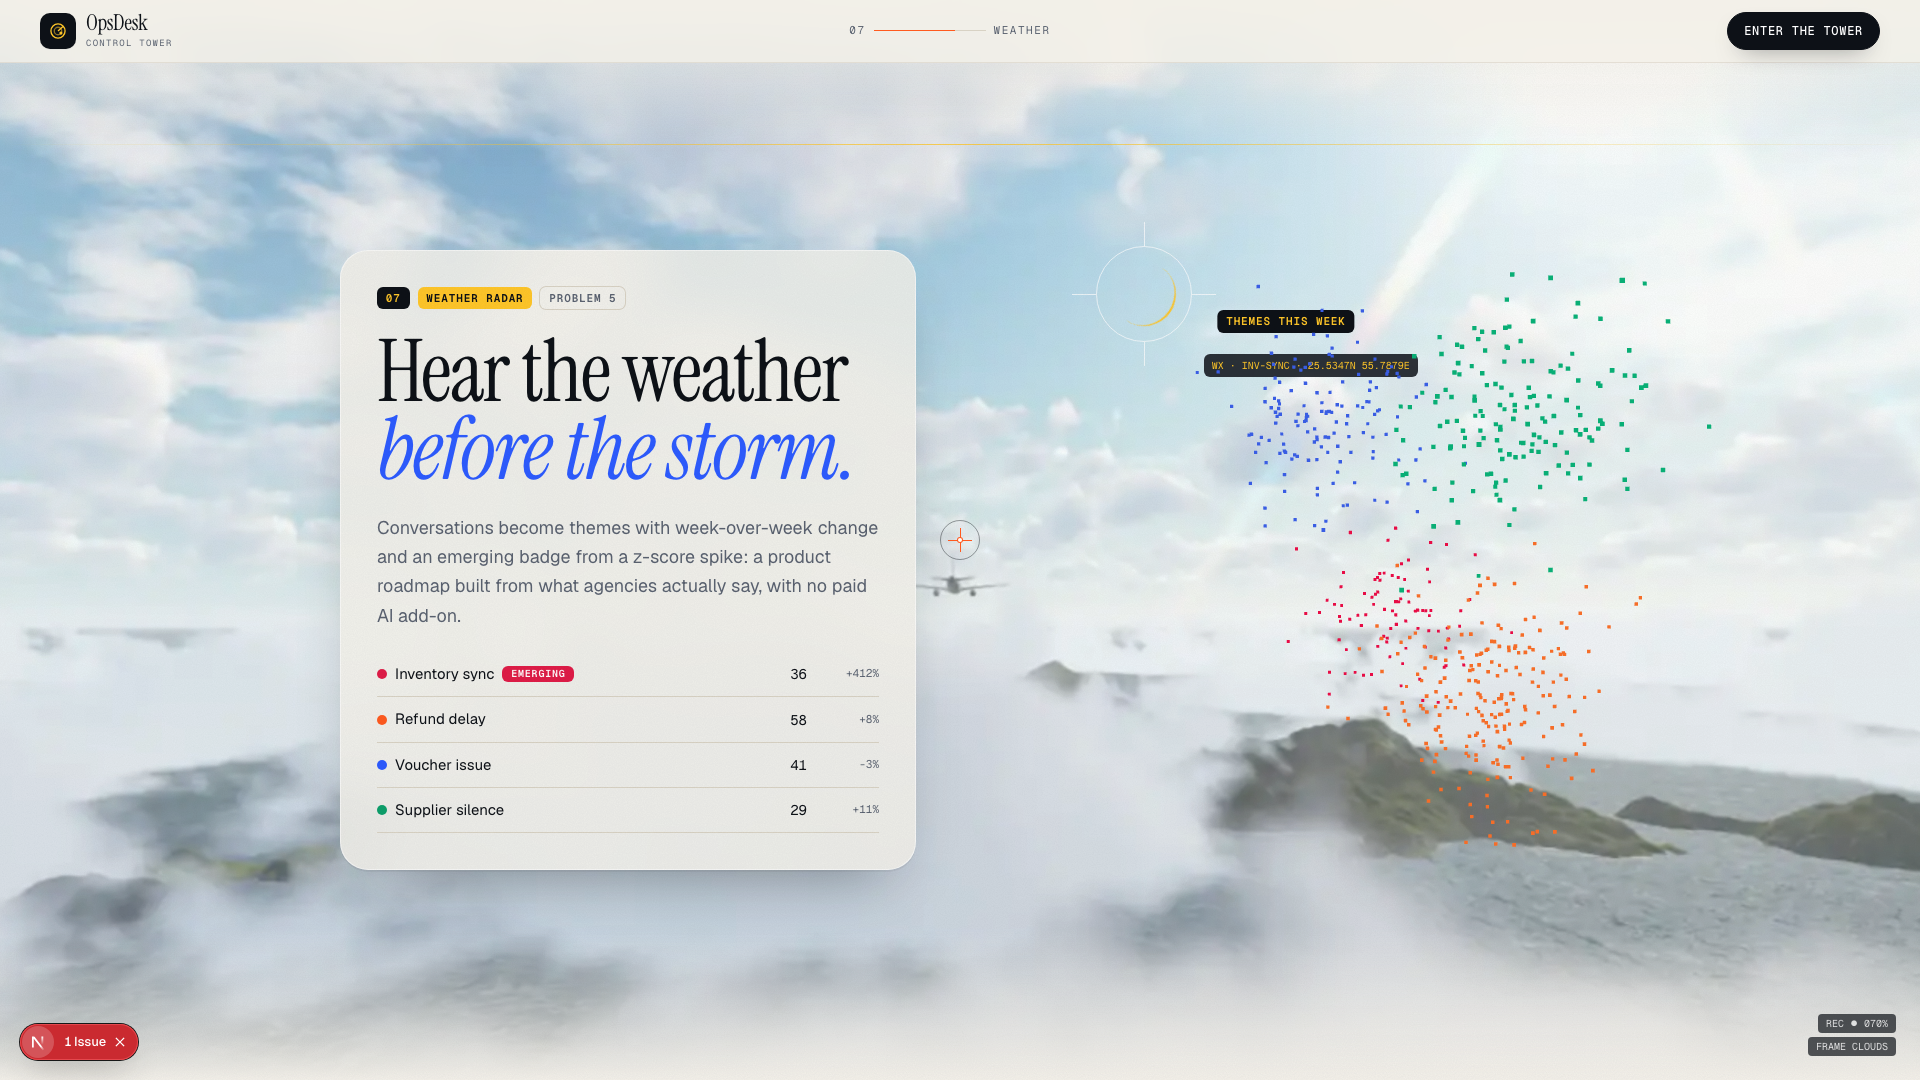 OpsDesk
CONTROL TOWER
07 WEATHER
ENTER THE TOWER
07 WEATHER RADAR PROBLEM 5
Hear the weather
before the storm.
Conversations become themes with week-over-week change
and an emerging badge from a z-score spike: a product
roadmap built from what agencies actually say, with no paid
AI add-on.
Inventory sync EMERGING 36 +412%
Refund delay 58 +8%
Voucher issue 41 -3%
Supplier silence 29 +11%
THEMES THIS WEEK
WX · INV-SYNC · 25.5347N 55.7879E
N 1 Issue
REC ● 070%
FRAME CLOUDS